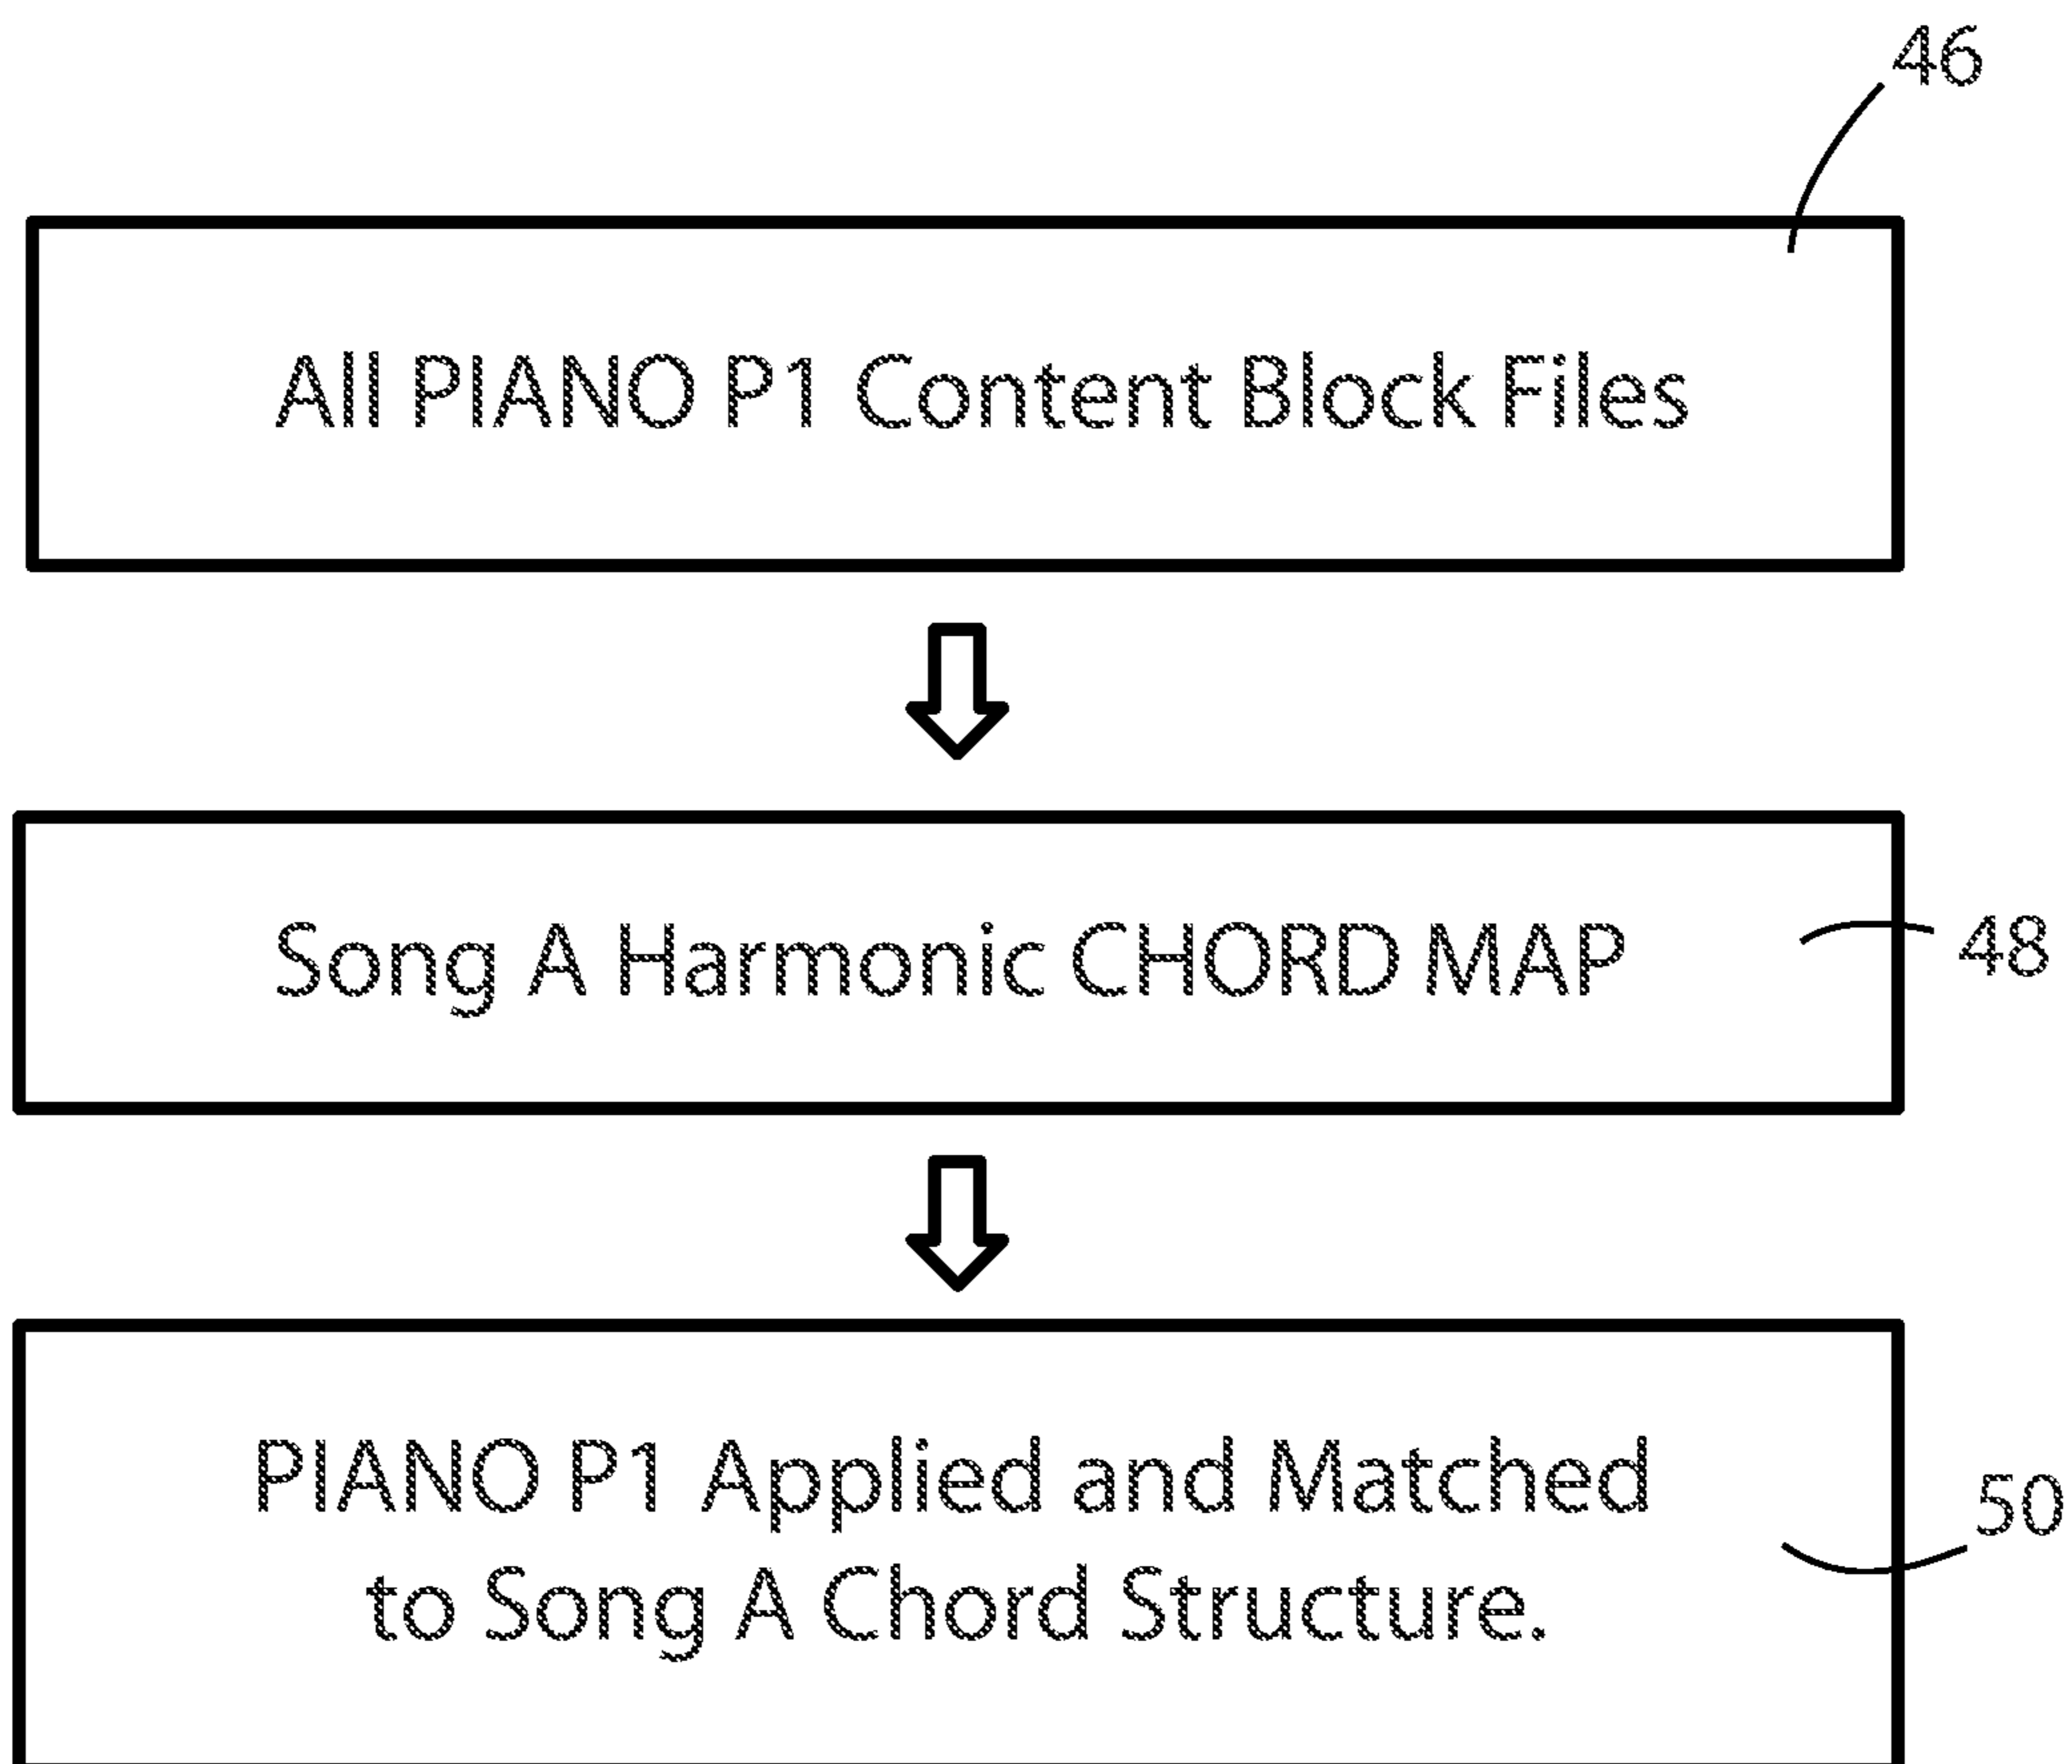 46
All PIANO P1 Content Block Files
Song A Harmonic CHORD MAP
48
PIANO P1 Applied and Matched
to Song A Chord Structure.
50